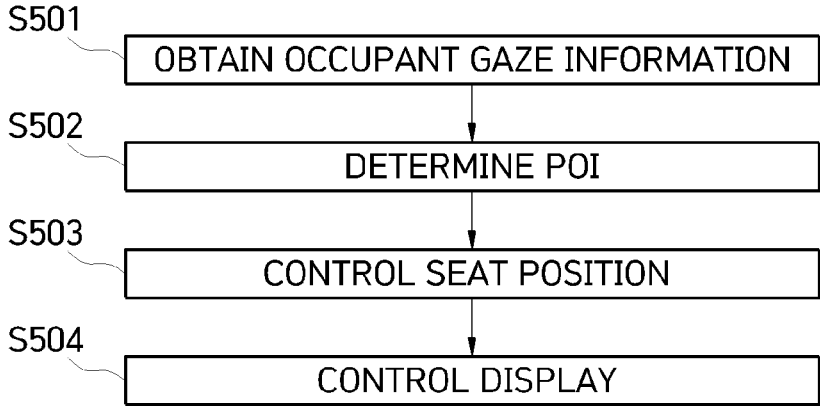 S501
OBTAIN OCCUPANT GAZE INFORMATION
S502
DETERMINE POI
S503
CONTROL SEAT POSITION
S504
CONTROL DISPLAY